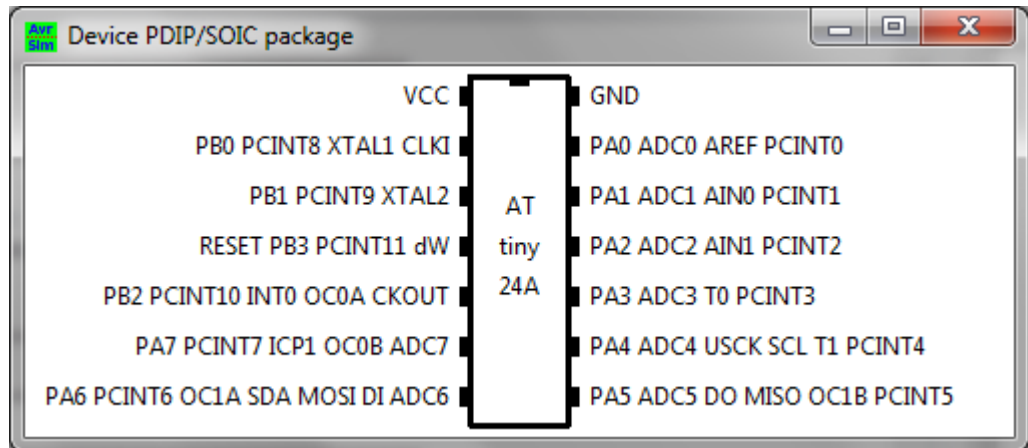 Avr
Sim
Device PDIP/SOIC package
VCC
GND
PB0 PCINT8 XTAL1 CLKI
PA0 ADC0 AREF PCINT0
PB1 PCINT9 XTAL2
PA1 ADC1 AIN0 PCINT1
RESET PB3 PCINT11 dW
PA2 ADC2 AIN1 PCINT2
PB2 PCINT10 INT0 OC0A CKOUT
PA3 ADC3 T0 PCINT3
PA7 PCINT7 ICP1 OC0B ADC7
PA4 ADC4 USCK SCL T1 PCINT4
PA6 PCINT6 OC1A SDA MOSI DI ADC6
PA5 ADC5 DO MISO OC1B PCINT5
AT
tiny
24A